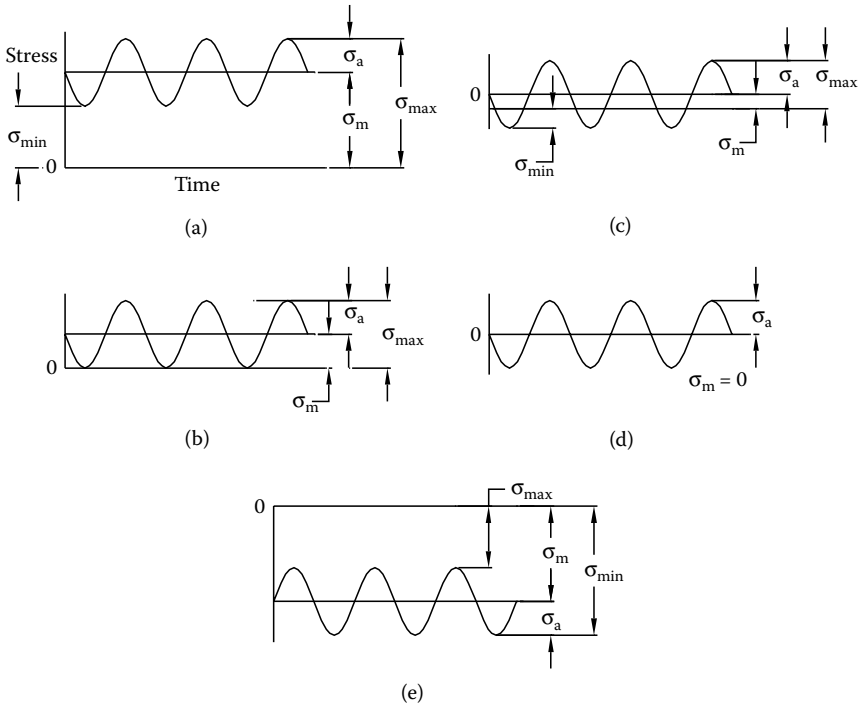 Stress
σa
σmax
σm
σmin
0
Time
(a)
0
σa
σmax
σm
σmin
(c)
σa
σmax
0
σm
(b)
0
σa
σm = 0
(d)
0
σmax
σm
σmin
σa
(e)